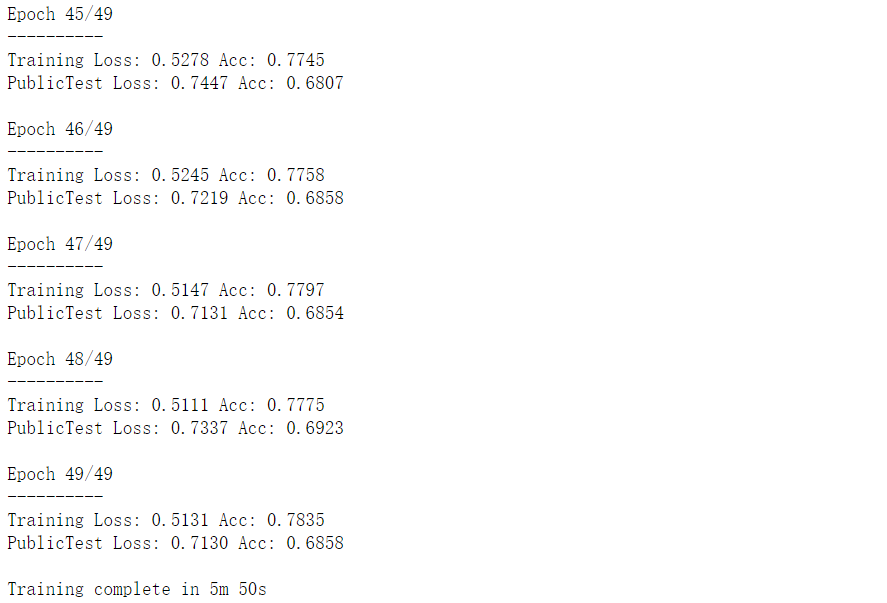 Epoch 45/49
----------
Training Loss: 0.5278 Acc: 0.7745
PublicTest Loss: 0.7447 Acc: 0.6807
Epoch 46/49
----------
Training Loss: 0.5245 Acc: 0.7758
PublicTest Loss: 0.7219 Acc: 0.6858
Epoch 47/49
----------
Training Loss: 0.5147 Acc: 0.7797
PublicTest Loss: 0.7131 Acc: 0.6854
Epoch 48/49
----------
Training Loss: 0.5111 Acc: 0.7775
PublicTest Loss: 0.7337 Acc: 0.6923
Epoch 49/49
----------
Training Loss: 0.5131 Acc: 0.7835
PublicTest Loss: 0.7130 Acc: 0.6858
Training complete in 5m 50s